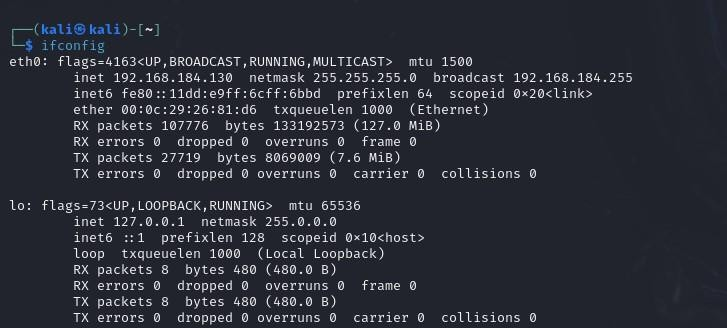 ┌──(kali㉿kali)-[~]
└─$ ifconfig
eth0: flags=4163<UP,BROADCAST,RUNNING,MULTICAST>  mtu 1500
        inet 192.168.184.130  netmask 255.255.255.0  broadcast 192.168.184.255
        inet6 fe80::11dd:e9ff:6cff:6bbd  prefixlen 64  scopeid 0×20<link>
        ether 00:0c:29:26:81:d6  txqueuelen 1000  (Ethernet)
        RX packets 107776  bytes 133192573 (127.0 MiB)
        RX errors 0  dropped 0  overruns 0  frame 0
        TX packets 27719  bytes 8069009 (7.6 MiB)
        TX errors 0  dropped 0 overruns 0  carrier 0  collisions 0

lo: flags=73<UP,LOOPBACK,RUNNING>  mtu 65536
        inet 127.0.0.1  netmask 255.0.0.0
        inet6 ::1  prefixlen 128  scopeid 0×10<host>
        loop  txqueuelen 1000  (Local Loopback)
        RX packets 8  bytes 480 (480.0 B)
        RX errors 0  dropped 0  overruns 0  frame 0
        TX packets 8  bytes 480 (480.0 B)
        TX errors 0  dropped 0 overruns 0  carrier 0  collisions 0